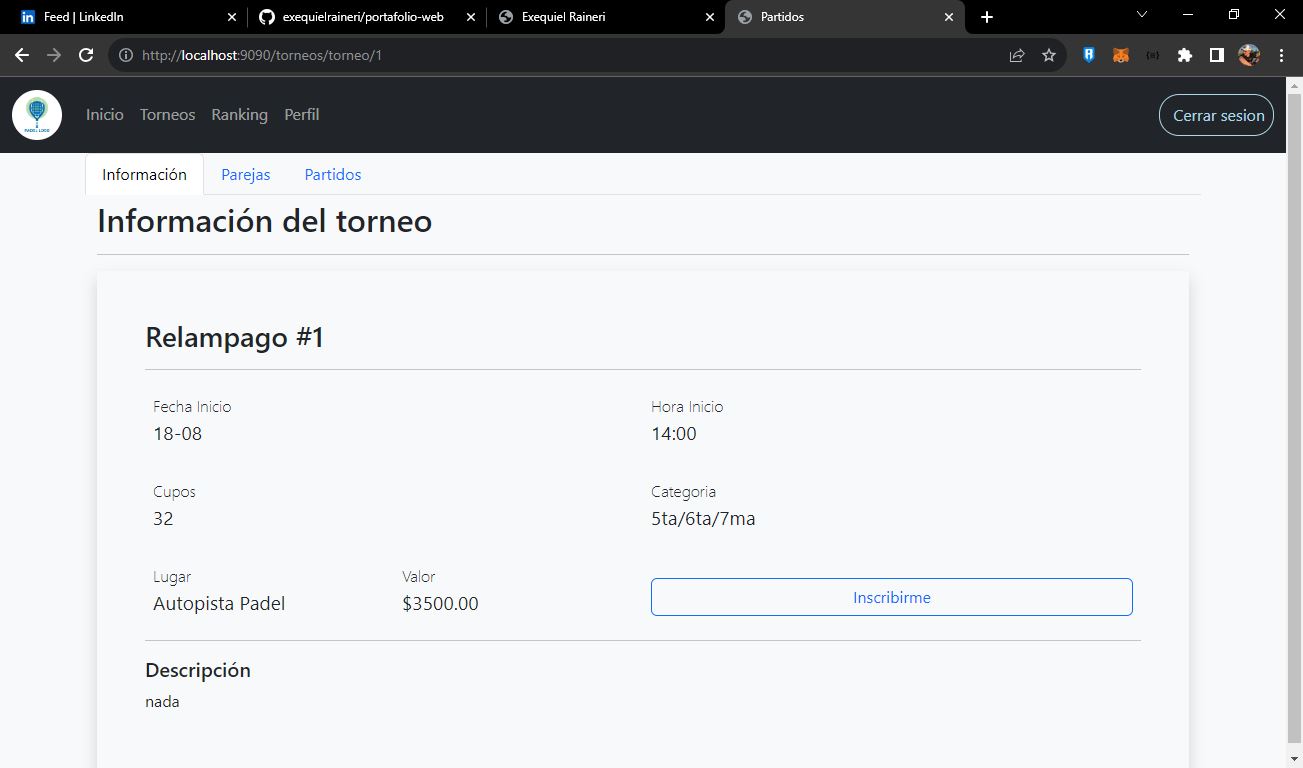 Feed | LinkedIn
exequielraineri/portafolio-web
Exequiel Raineri
Partidos
http://localhost:9090/torneos/torneo/1
PADEL LOGO
Inicio Torneos Ranking Perfil
Cerrar sesion
Información Parejas Partidos
Información del torneo
Relampago #1
Fecha Inicio Hora Inicio
18-08 14:00
Cupos Categoria
32 5ta/6ta/7ma
Lugar Valor
Autopista Padel $3500.00 Inscribirme
Descripción
nada